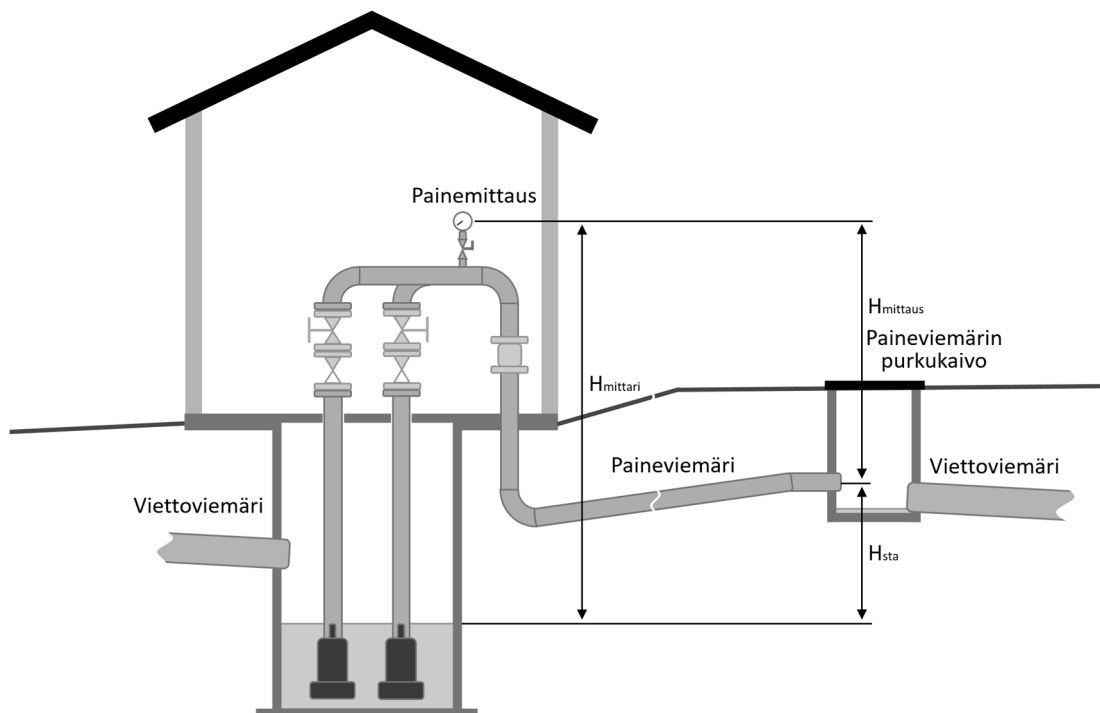 Painemittaus
Hmittaus
Paineviemärin
purkukaivo
Hmittari
Paineviemäri
Viettoviemäri
Viettoviemäri
Hsta